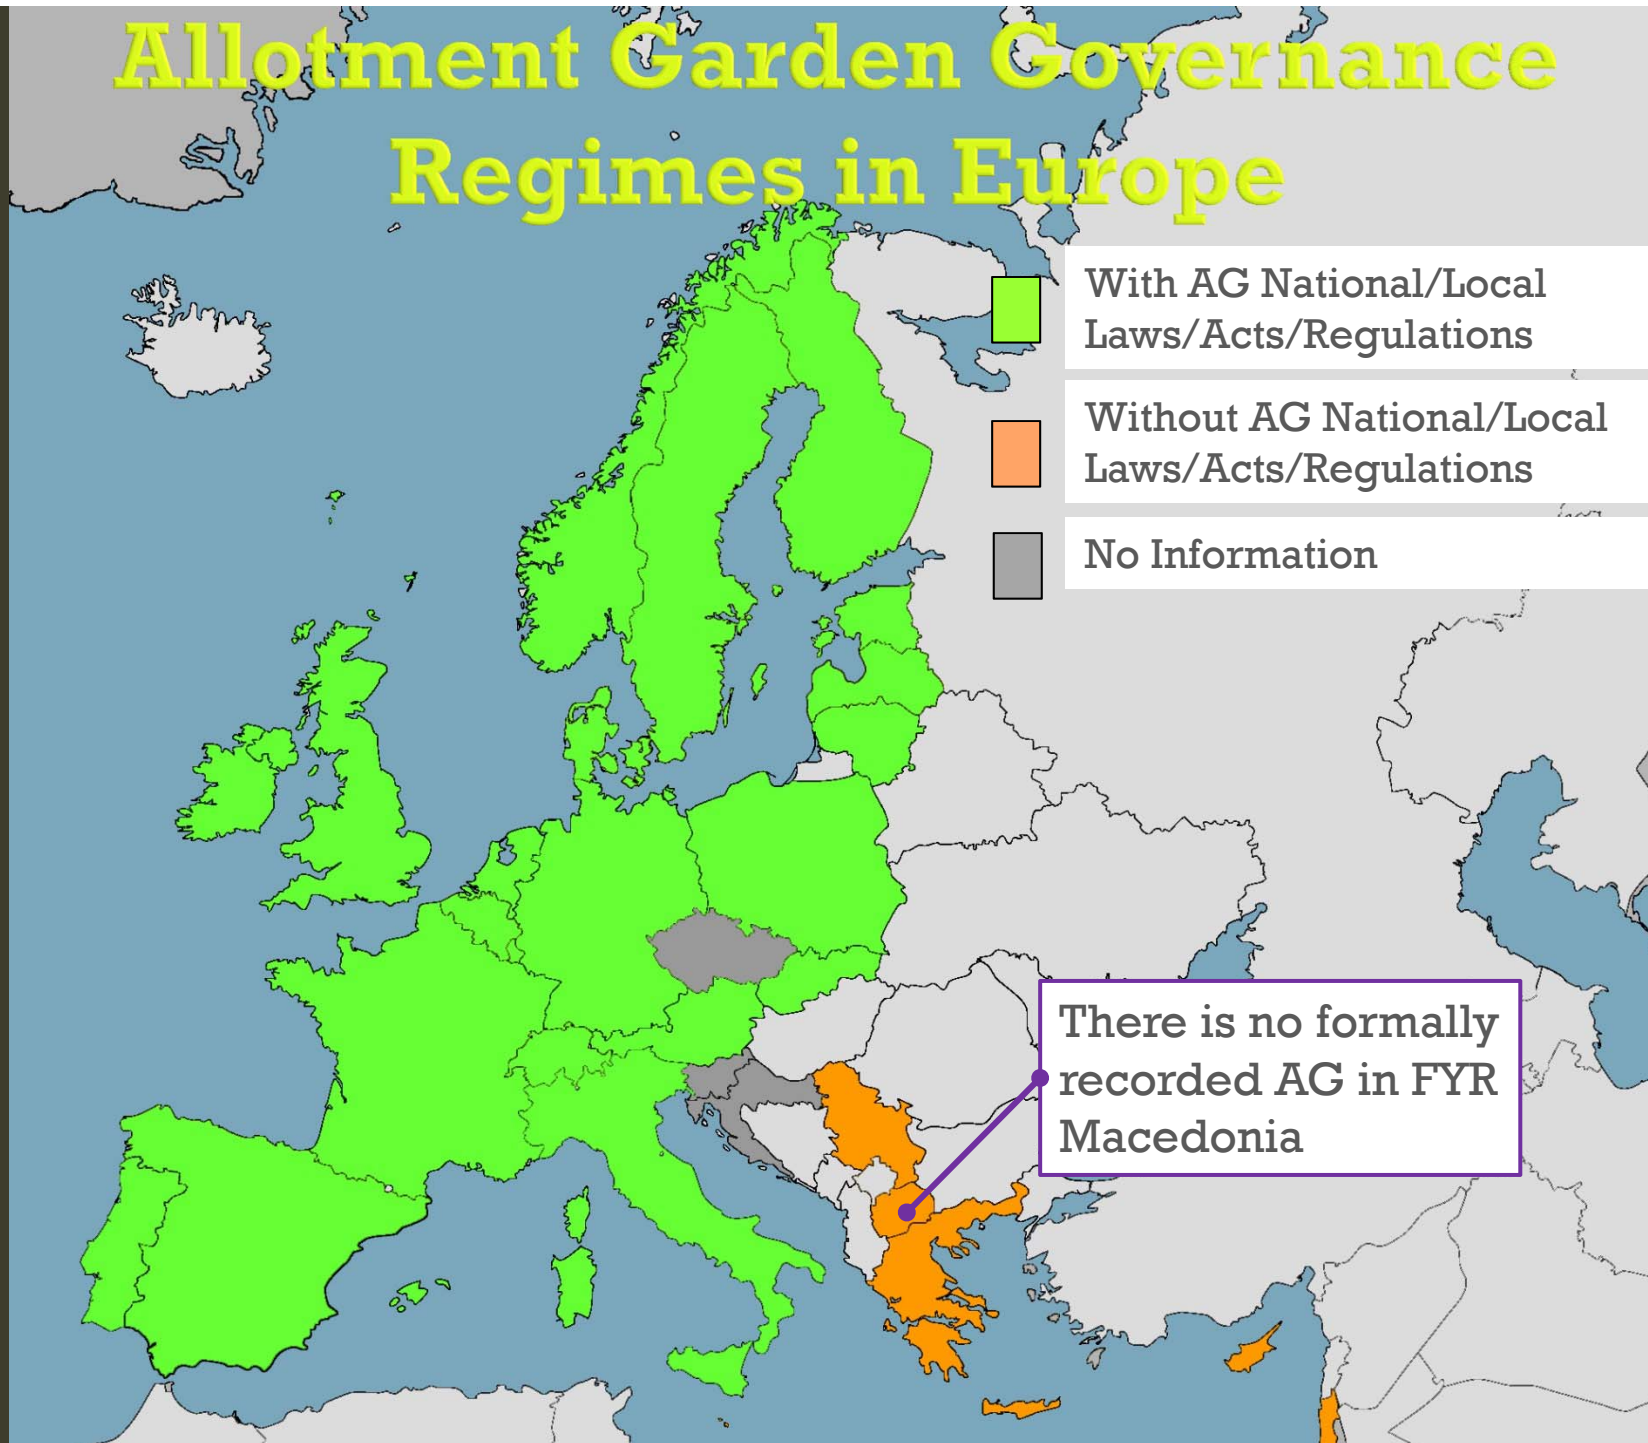 Allotment Garden Governance
Regimes in Europe
With AG National/Local
Laws/Acts/Regulations
Without AG National/Local
Laws/Acts/Regulations
No Information
There is no formally
recorded AG in FYR
Macedonia